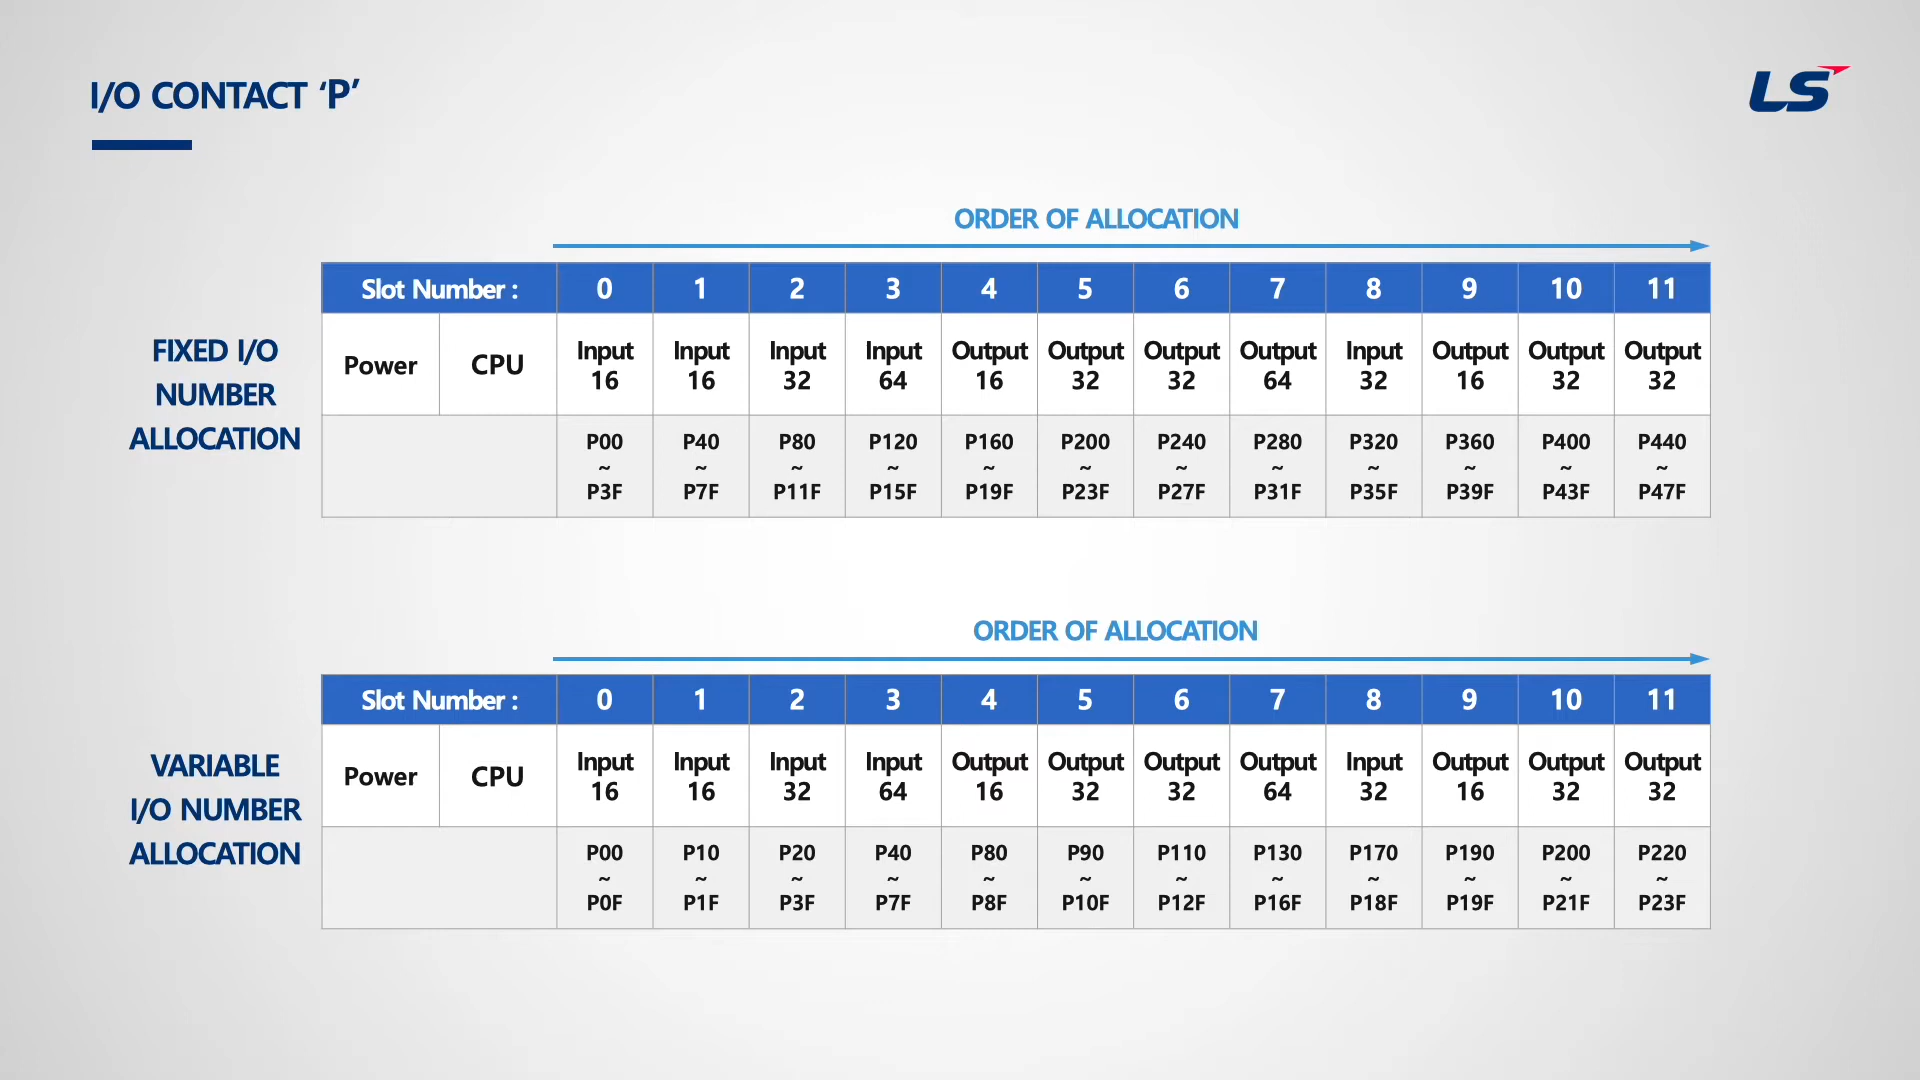 I/O CONTACT ‘P’
LS
ORDER OF ALLOCATION
FIXED I/O
NUMBER
ALLOCATION
Slot Number : 0 1 2 3 4 5 6 7 8 9 10 11
Power CPU Input 16 Input 16 Input 32 Input 64 Output 16 Output 32 Output 32 Output 64 Input 32 Output 16 Output 32 Output 32
P00 ~ P3F P40 ~ P7F P80 ~ P11F P120 ~ P15F P160 ~ P19F P200 ~ P23F P240 ~ P27F P280 ~ P31F P320 ~ P35F P360 ~ P39F P400 ~ P43F P440 ~ P47F
ORDER OF ALLOCATION
VARIABLE
I/O NUMBER
ALLOCATION
Slot Number : 0 1 2 3 4 5 6 7 8 9 10 11
Power CPU Input 16 Input 16 Input 32 Input 64 Output 16 Output 32 Output 32 Output 64 Input 32 Output 16 Output 32 Output 32
P00 ~ P0F P10 ~ P1F P20 ~ P3F P40 ~ P7F P80 ~ P8F P90 ~ P10F P110 ~ P12F P130 ~ P16F P170 ~ P18F P190 ~ P19F P200 ~ P21F P220 ~ P23F